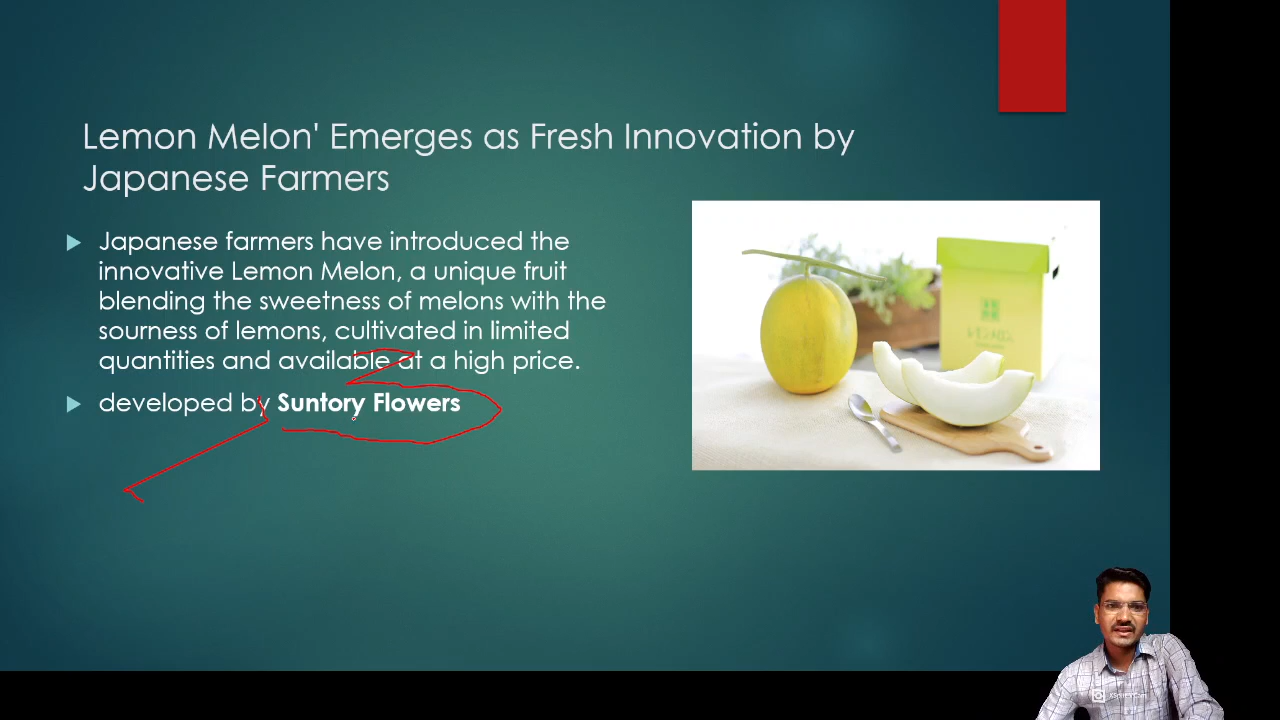 Lemon Melon' Emerges as Fresh Innovation by
Japanese Farmers
Japanese farmers have introduced the
innovative Lemon Melon, a unique fruit
blending the sweetness of melons with the
sourness of lemons, cultivated in limited
quantities and available at a high price.
developed by Suntory Flowers